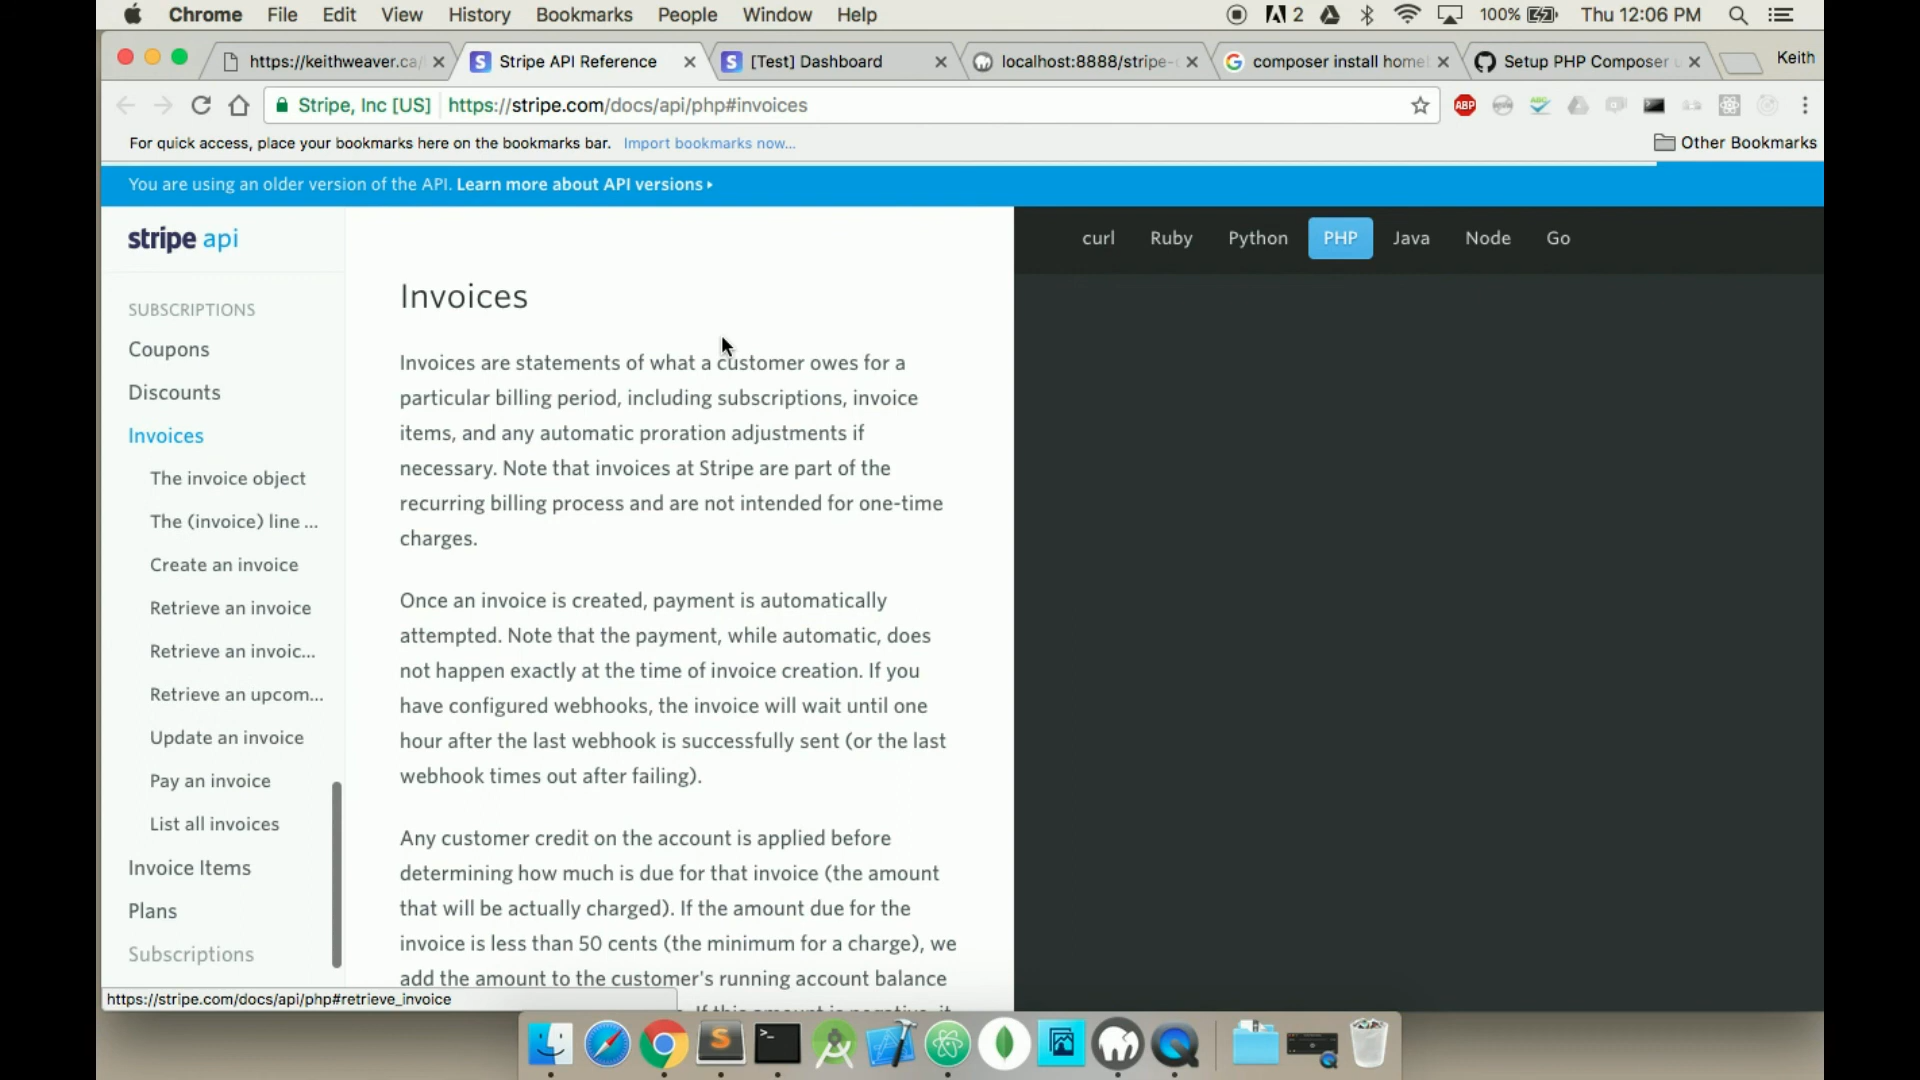 Chrome File Edit View History Bookmarks People Window Help
2 100% Thu 12:06 PM
https://keithweaver.ca/
Stripe API Reference
[Test] Dashboard
localhost:8888/stripe-
composer install home
Setup PHP Composer
Keith
Stripe, Inc [US] https://stripe.com/docs/api/php#invoices
ABP
For quick access, place your bookmarks here on the bookmarks bar. Import bookmarks now...
Other Bookmarks
You are using an older version of the API. Learn more about API versions
stripe api
curl Ruby Python PHP Java Node Go
SUBSCRIPTIONS
Coupons
Discounts
Invoices
The invoice object
The (invoice) line ...
Create an invoice
Retrieve an invoice
Retrieve an invoic...
Retrieve an upcom...
Update an invoice
Pay an invoice
List all invoices
Invoice Items
Plans
Subscriptions
Invoices
Invoices are statements of what a customer owes for a
particular billing period, including subscriptions, invoice
items, and any automatic proration adjustments if
necessary. Note that invoices at Stripe are part of the
recurring billing process and are not intended for one-time
charges.
Once an invoice is created, payment is automatically
attempted. Note that the payment, while automatic, does
not happen exactly at the time of invoice creation. If you
have configured webhooks, the invoice will wait until one
hour after the last webhook is successfully sent (or the last
webhook times out after failing).
Any customer credit on the account is applied before
determining how much is due for that invoice (the amount
that will be actually charged). If the amount due for the
invoice is less than 50 cents (the minimum for a charge), we
add the amount to the customer's running account balance
https://stripe.com/docs/api/php#retrieve_invoice